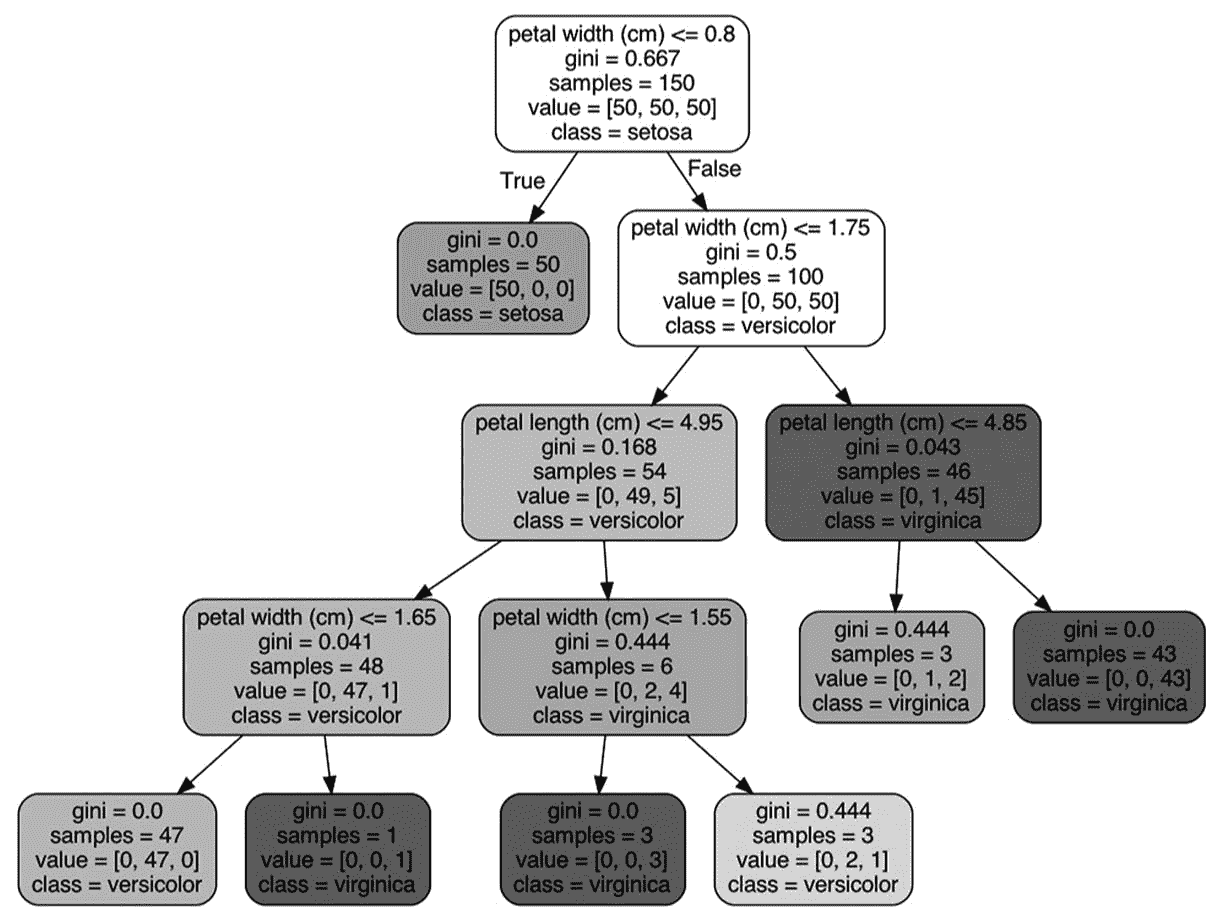 petal width (cm) <= 0.8
gini = 0.667
samples = 150
value = [50, 50, 50]
class = setosa
True
False
gini = 0.0
samples = 50
value = [50, 0, 0]
class = setosa
petal width (cm) <= 1.75
gini = 0.5
samples = 100
value = [0, 50, 50]
class = versicolor
petal length (cm) <= 4.95
gini = 0.168
samples = 54
value = [0, 49, 5]
class = versicolor
petal length (cm) <= 4.85
gini = 0.043
samples = 46
value = [0, 1, 45]
class = virginica
petal width (cm) <= 1.65
gini = 0.041
samples = 48
value = [0, 47, 1]
class = versicolor
petal width (cm) <= 1.55
gini = 0.444
samples = 6
value = [0, 2, 4]
class = virginica
gini = 0.444
samples = 3
value = [0, 1, 2]
class = virginica
gini = 0.0
samples = 43
value = [0, 0, 43]
class = virginica
gini = 0.0
samples = 47
value = [0, 47, 0]
class = versicolor
gini = 0.0
samples = 1
value = [0, 0, 1]
class = virginica
gini = 0.0
samples = 3
value = [0, 0, 3]
class = virginica
gini = 0.444
samples = 3
value = [0, 2, 1]
class = versicolor